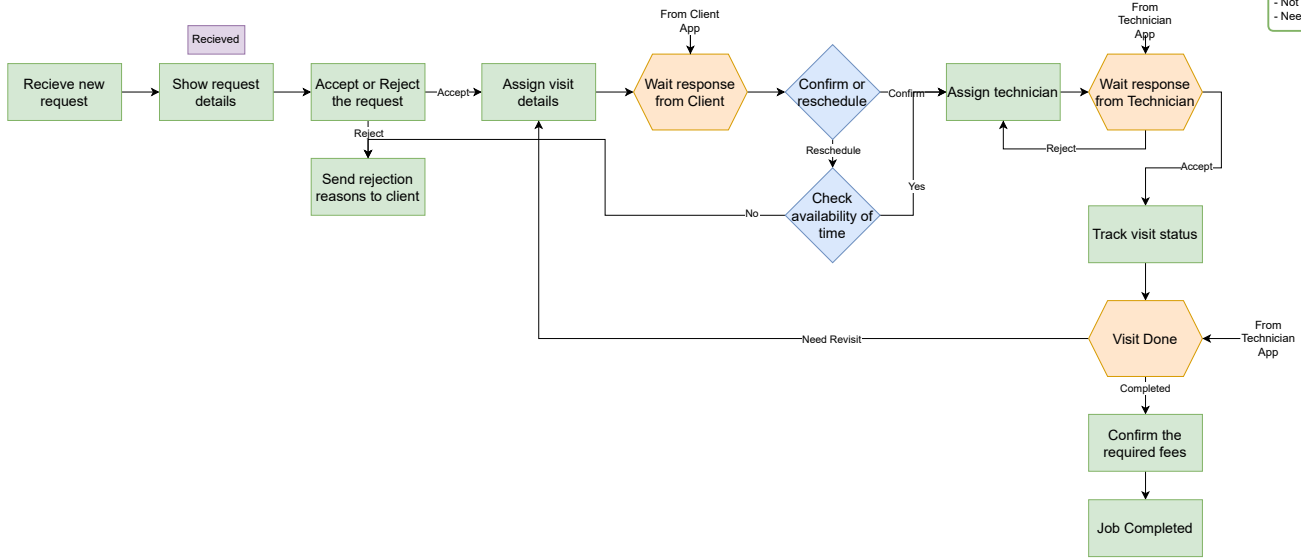 From Client
App
From
Technician
App
- Not
- Nee
Recieved
Recieve new
request
Show request
details
Accept or Reject
the request
Accept
Assign visit
details
Wait response
from Client
Confirm or
reschedule
Confirm
Assign technician
Wait response
from Technician
Reject
Reschedule
Reject
Accept
Send rejection
reasons to client
No
Check
availability of
time
Yes
Track visit status
Need Revisit
Visit Done
From
Technician
App
Completed
Confirm the
required fees
Job Completed